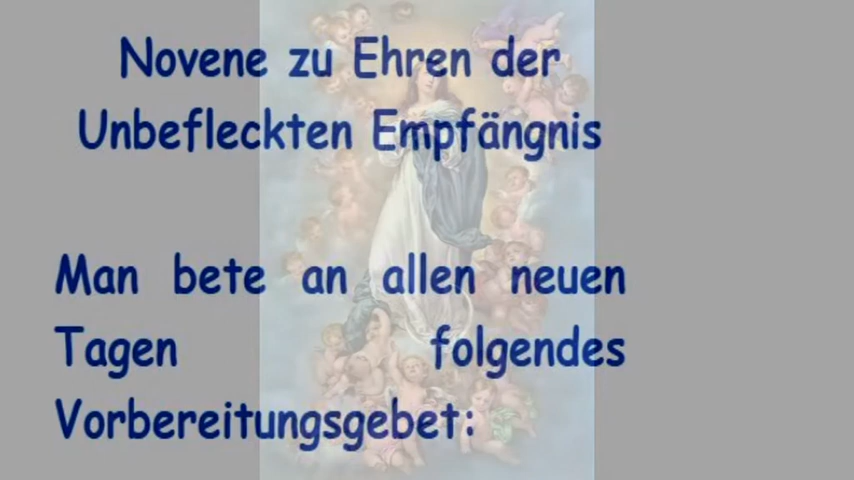 Novene zu Ehren der
Unbefleckten Empfängnis
Man bete an allen neuen
Tagen folgendes
Vorbereitungsgebet: